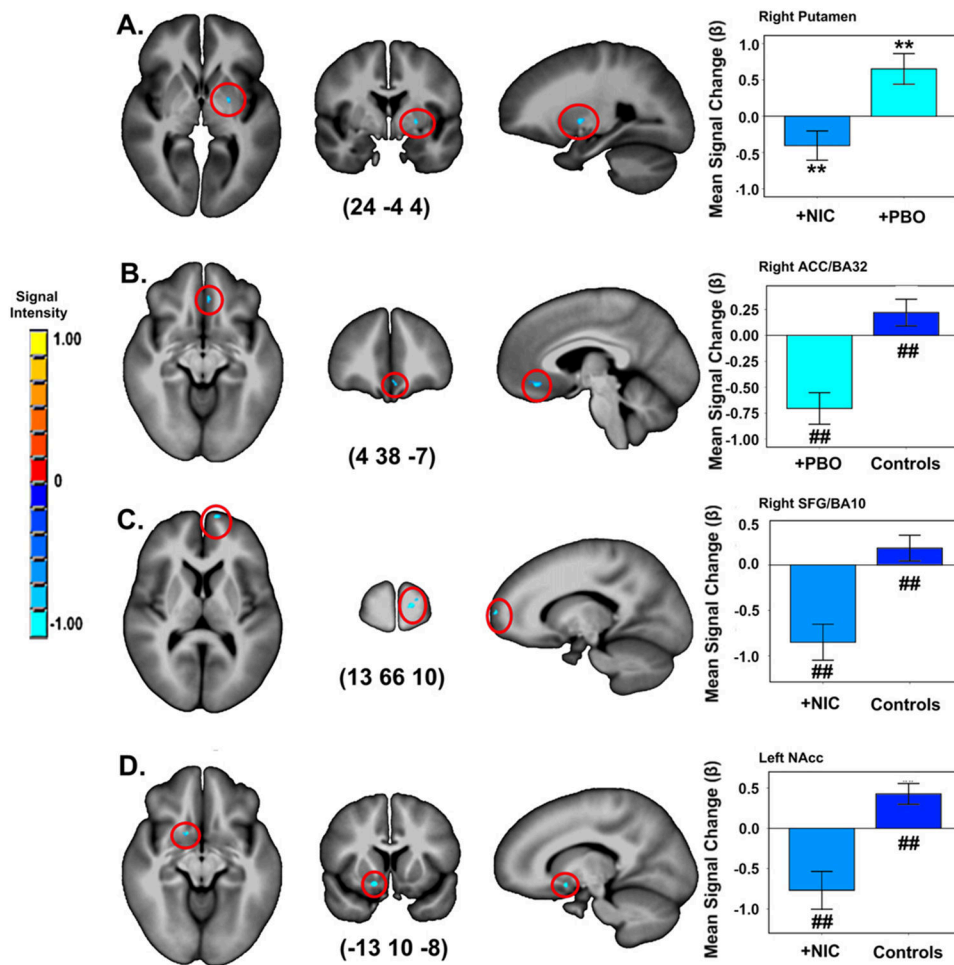 A.
(24 -4 4)
Right Putamen
Mean Signal Change (β)
1.0
0.5
0.0
-0.5
-1.0
**
**
+NIC
+PBO
Signal
Intensity
1.00
0
-1.00
B.
(4 38 -7)
Right ACC/BA32
Mean Signal Change (β)
0.25
0.00
-0.25
-0.50
-0.75
-1.00
##
##
+PBO
Controls
C.
(13 66 10)
Right SFG/BA10
Mean Signal Change (β)
0.5
0.0
-0.5
-1.0
##
##
+NIC
Controls
D.
(-13 10 -8)
Left NAcc
Mean Signal Change (β)
0.5
0.0
-0.5
-1.0
##
##
+NIC
Controls